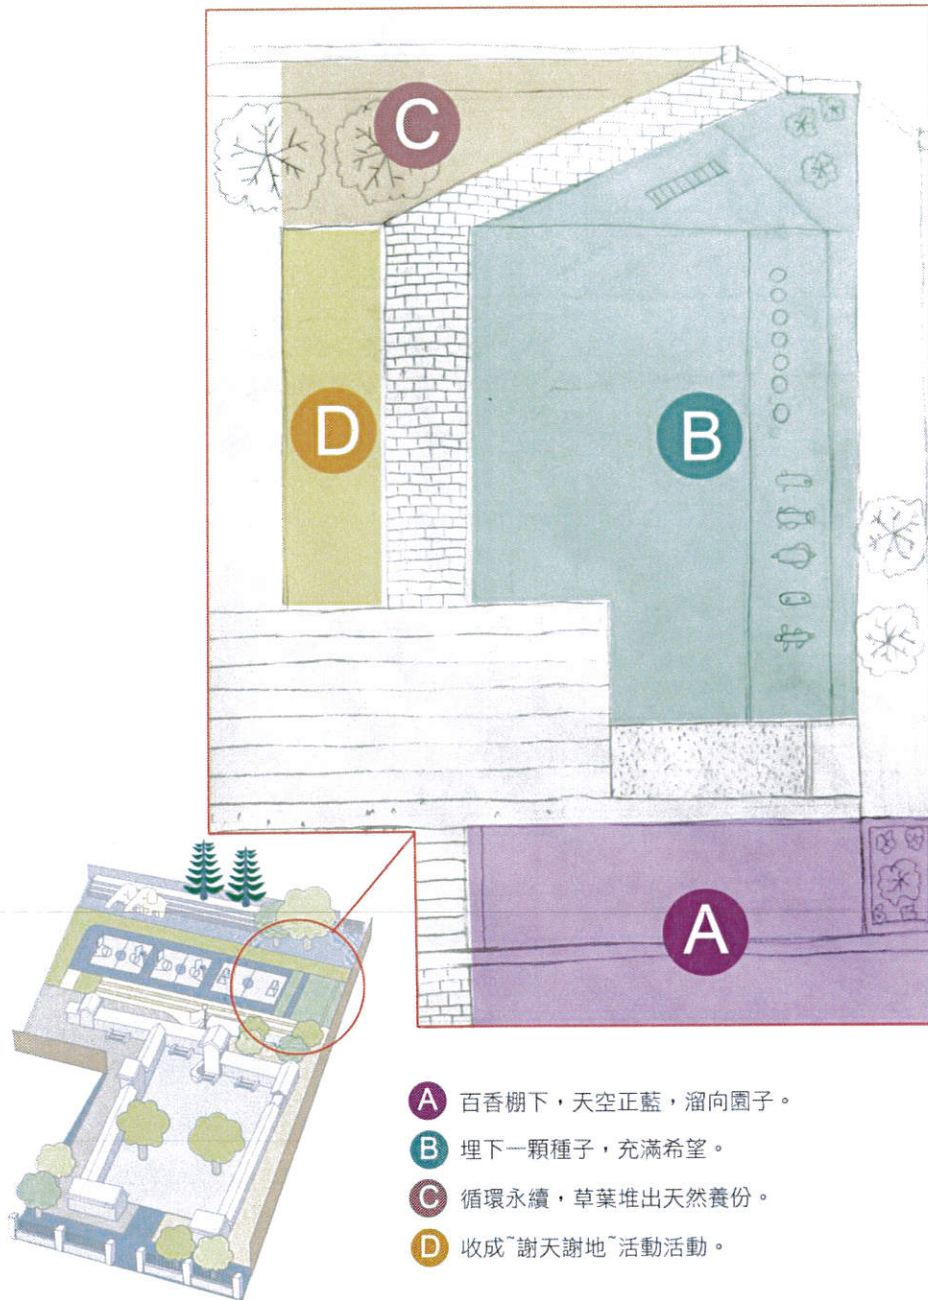 C
D
B
A
A 百香棚下，天空正藍，溜向園子。
B 埋下一顆種子，充滿希望。
C 循環永續，草葉堆出天然養份。
D 收成~謝天謝地~活動活動。